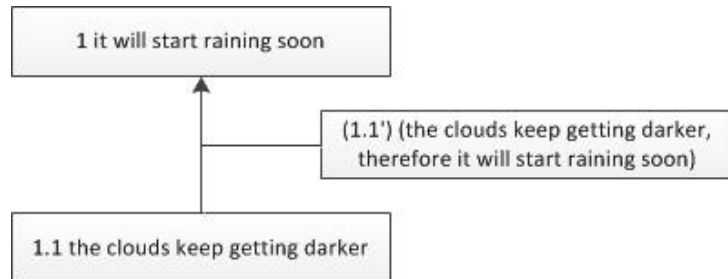 1 it will start raining soon
(1.1') (the clouds keep getting darker,
therefore it will start raining soon)
1.1 the clouds keep getting darker